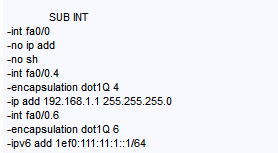 SUB INT
-int fa0/0
-no ip add
-no sh
-int fa0/0.4
-encapsulation dot1Q 4
-ip add 192.168.1.1 255.255.255.0
-int fa0/0.6
-encapsulation dot1Q 6
-ipv6 add 1ef0:111:11:1::1/64